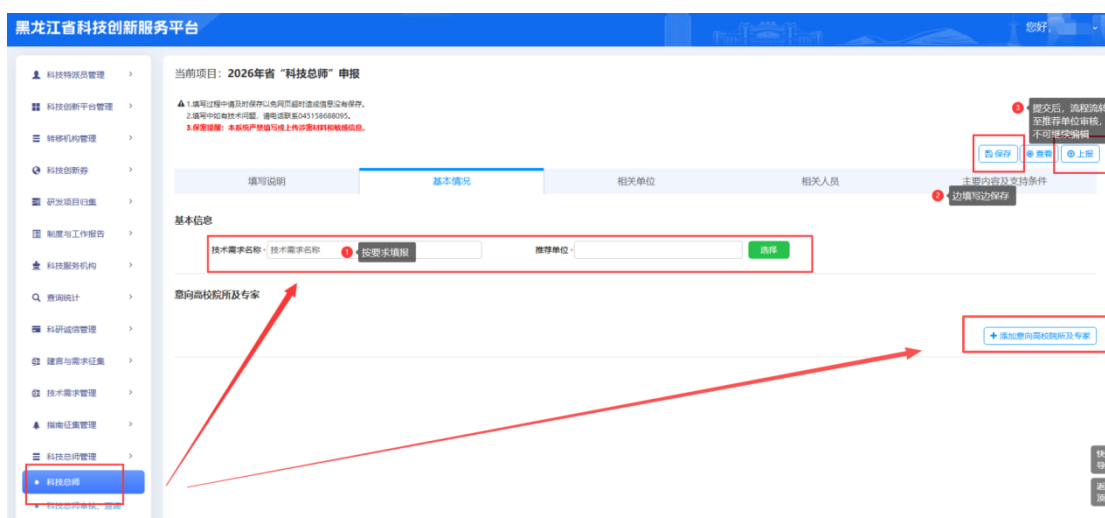 黑龙江省科技创新服务平台
您好,
科技特派员管理
科技创新平台管理
转移机构管理
科技创新券
研发项目归集
制度与工作报告
科技服务机构
查询统计
科研诚信管理
建言与需求征集
技术需求管理
指南征集管理
科技总师管理
科技总师
科技总师审核、查询
当前项目：2026年省“科技总师”申报
1.填写过程中请及时保存以免网页超时造成信息没有保存。
2.填写中如有技术问题，请电话联系045158688095。
3.保密提醒：本系统严禁填写或上传涉密材料和敏感信息。
3 提交后，流程流转
至推荐单位审核，
不可继续编辑
保存
查看
上报
填写说明
基本情况
相关单位
相关人员
主要内容及支持条件
2 边填写边保存
基本信息
技术需求名称 技术需求名称
1 按要求填报
推荐单位
选择
意向高校院所及专家
+ 添加意向高校院所及专家